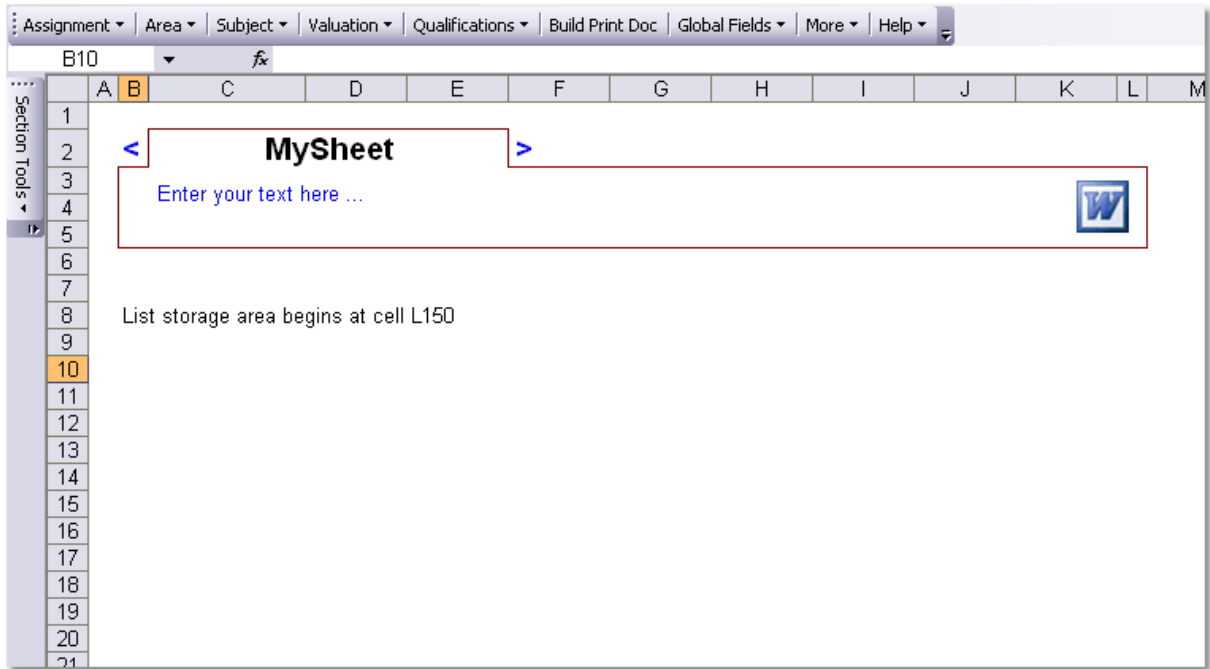 Assignment Area Subject Valuation Qualifications Build Print Doc Global Fields More Help
B10 fx
Section Tools
A B C D E F G H I J K L M
1
2 < MySheet >
3
Enter your text here ...
4 W
5
6
7
8 List storage area begins at cell L150
9
10
11
12
13
14
15
16
17
18
19
20
21